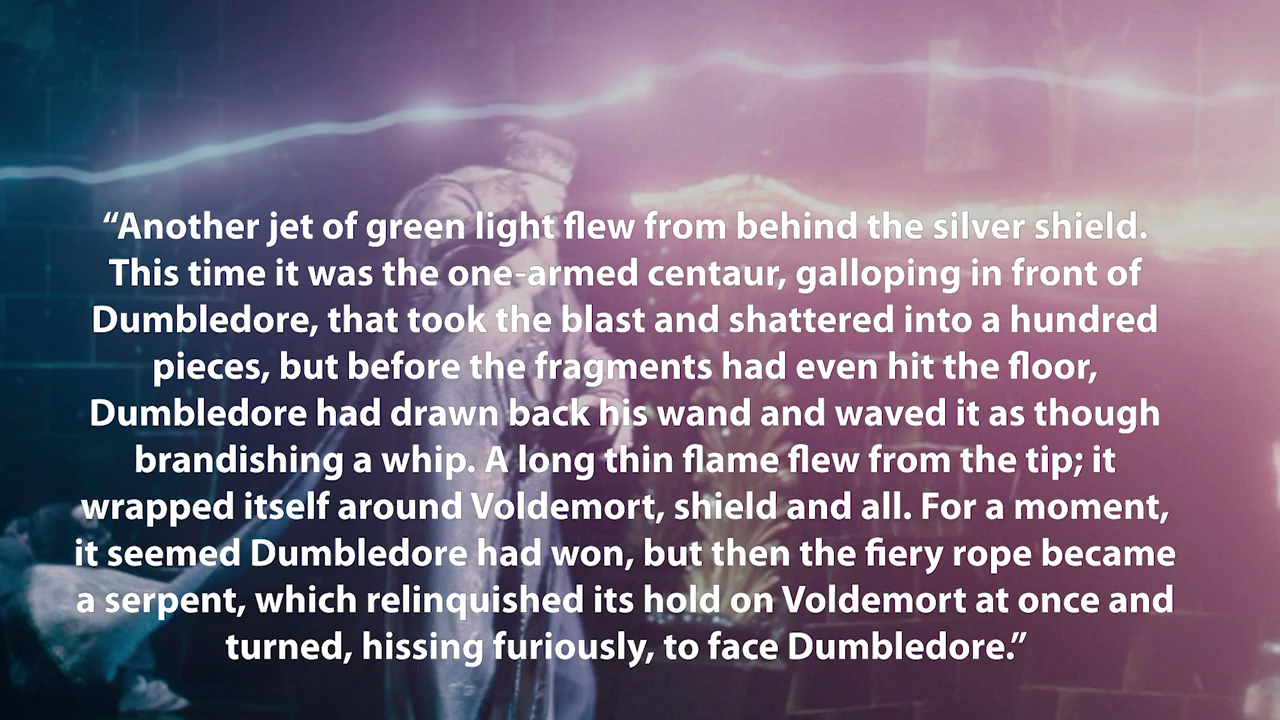 “Another jet of green light flew from behind the silver shield.
This time it was the one-armed centaur, galloping in front of
Dumbledore, that took the blast and shattered into a hundred
pieces, but before the fragments had even hit the floor,
Dumbledore had drawn back his wand and waved it as though
brandishing a whip. A long thin flame flew from the tip; it
wrapped itself around Voldemort, shield and all. For a moment,
it seemed Dumbledore had won, but then the fiery rope became
a serpent, which relinquished its hold on Voldemort at once and
turned, hissing furiously, to face Dumbledore.”